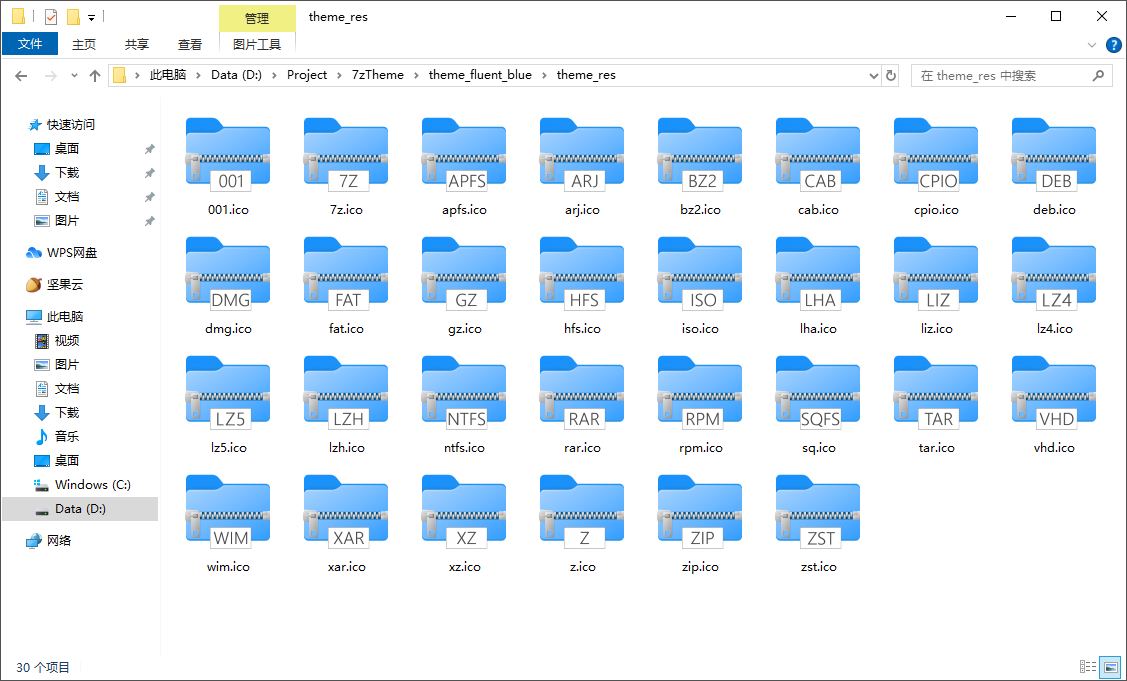 管理
theme_res
文件
主页
共享
查看
图片工具
此电脑
Data (D:)
Project
7zTheme
theme_fluent_blue
theme_res
在 theme_res 中搜索
快速访问
桌面
下载
文档
图片
WPS网盘
坚果云
此电脑
视频
图片
文档
下载
音乐
桌面
Windows (C:)
Data (D:)
网络
001
7Z
APFS
ARJ
BZ2
CAB
CPIO
DEB
001.ico
7z.ico
apfs.ico
arj.ico
bz2.ico
cab.ico
cpio.ico
deb.ico
DMG
FAT
GZ
HFS
ISO
LHA
LIZ
LZ4
dmg.ico
fat.ico
gz.ico
hfs.ico
iso.ico
lha.ico
liz.ico
lz4.ico
LZ5
LZH
NTFS
RAR
RPM
SQFS
TAR
VHD
lz5.ico
lzh.ico
ntfs.ico
rar.ico
rpm.ico
sq.ico
tar.ico
vhd.ico
WIM
XAR
XZ
Z
ZIP
ZST
wim.ico
xar.ico
xz.ico
z.ico
zip.ico
zst.ico
30 个项目